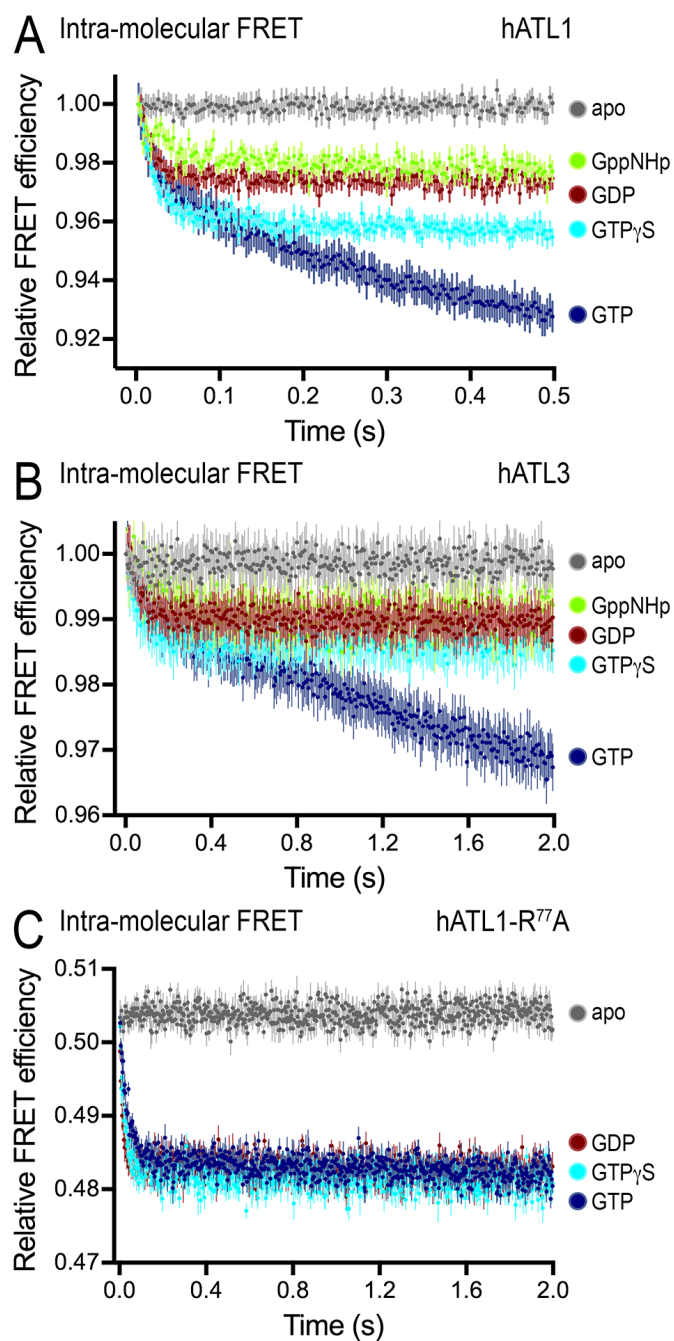 A Intra-molecular FRET hATL1
Relative FRET efficiency
1.00
0.98
0.96
0.94
0.92
apo
GppNHp
GDP
GTPγS
GTP
0.0 0.1 0.2 0.3 0.4 0.5
Time (s)
B Intra-molecular FRET hATL3
Relative FRET efficiency
1.00
0.99
0.98
0.97
0.96
apo
GppNHp
GDP
GTPγS
GTP
0.0 0.4 0.8 1.2 1.6 2.0
Time (s)
C Intra-molecular FRET hATL1-R⁷⁷A
Relative FRET efficiency
0.51
0.50
0.49
0.48
0.47
apo
GDP
GTPγS
GTP
0.0 0.4 0.8 1.2 1.6 2.0
Time (s)